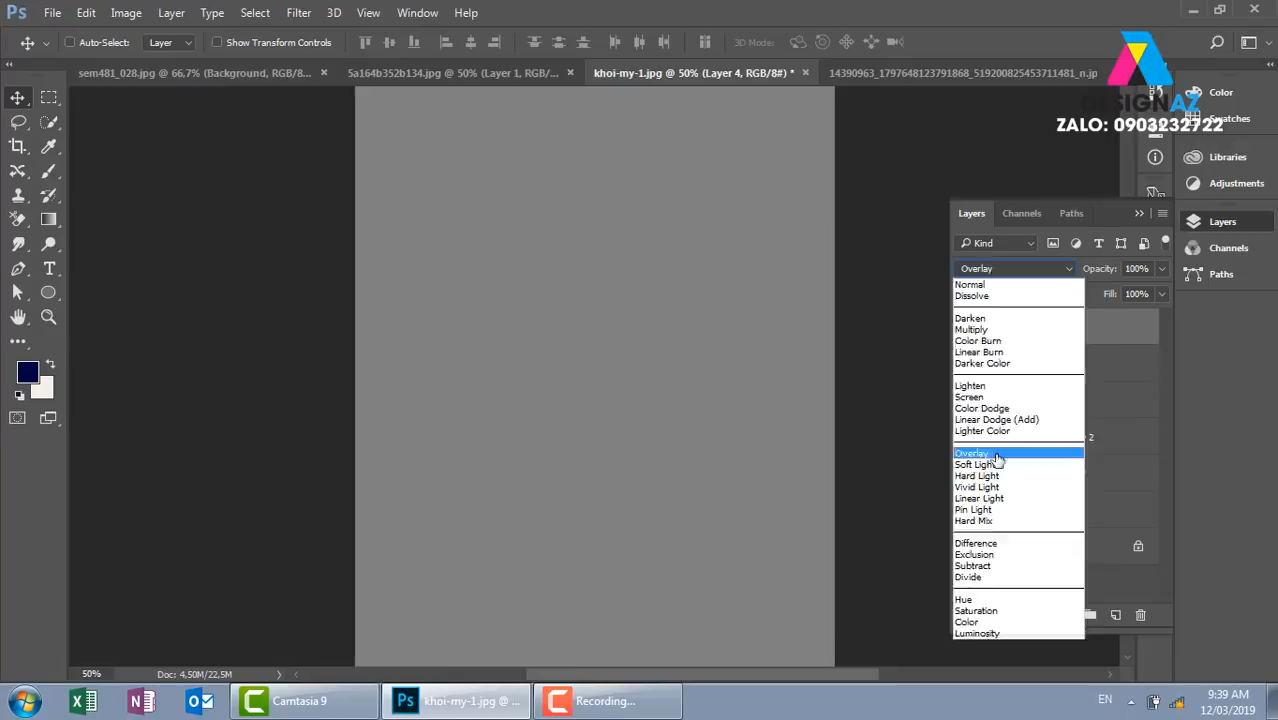 Ps File Edit Image Layer Type Select Filter 3D View Window Help
Auto-Select: Layer Show Transform Controls 3D Mode:
sem481_028.jpg @ 66,7% (Background, RGB/8... × 5a164b352b134.jpg @ 50% (Layer 1, RGB/8... × khoi-my-1.jpg @ 50% (Layer 4, RGB/8#) * × 14390963_1797648123791868_519200825453711481_n.jp
DESIGNAZ
ZALO: 0903232722
Color
Swatches
Libraries
Adjustments
Layers
Channels
Paths
Layers Channels Paths
Kind
Overlay Opacity: 100%
Fill: 100%
Normal
Dissolve
Darken
Multiply
Color Burn
Linear Burn
Darker Color
Lighten
Screen
Color Dodge
Linear Dodge (Add)
Lighter Color
2
Overlay
Soft Light
Hard Light
Vivid Light
Linear Light
Pin Light
Hard Mix
Difference
Exclusion
Subtract
Divide
Hue
Saturation
Color
Luminosity
50% Doc: 4,50M/22,5M
Camtasia 9
Ps khoi-my-1.jpg @ ...
Recording...
EN
9:39 AM
12/03/2019